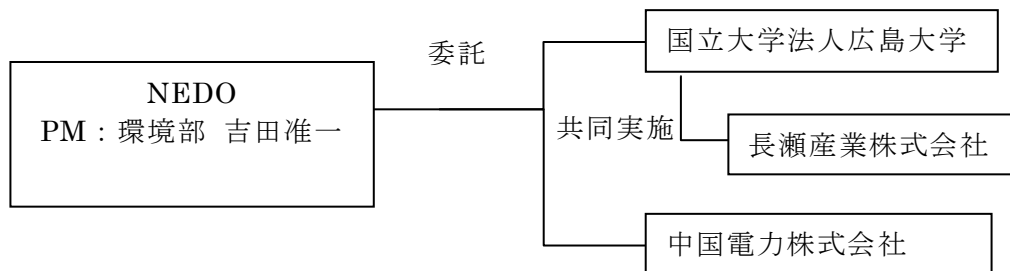 NEDO
PM：環境部 吉田准一
委託
国立大学法人広島大学
共同実施
長瀬産業株式会社
中国電力株式会社